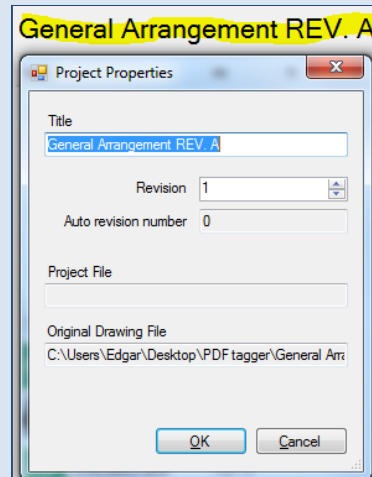 General Arrangement REV. A
Project Properties
Title
General Arrangement REV. A
Revision 1
Auto revision number 0
Project File
Original Drawing File
C:\Users\Edgar\Desktop\PDF tagger\General Arra
OK Cancel